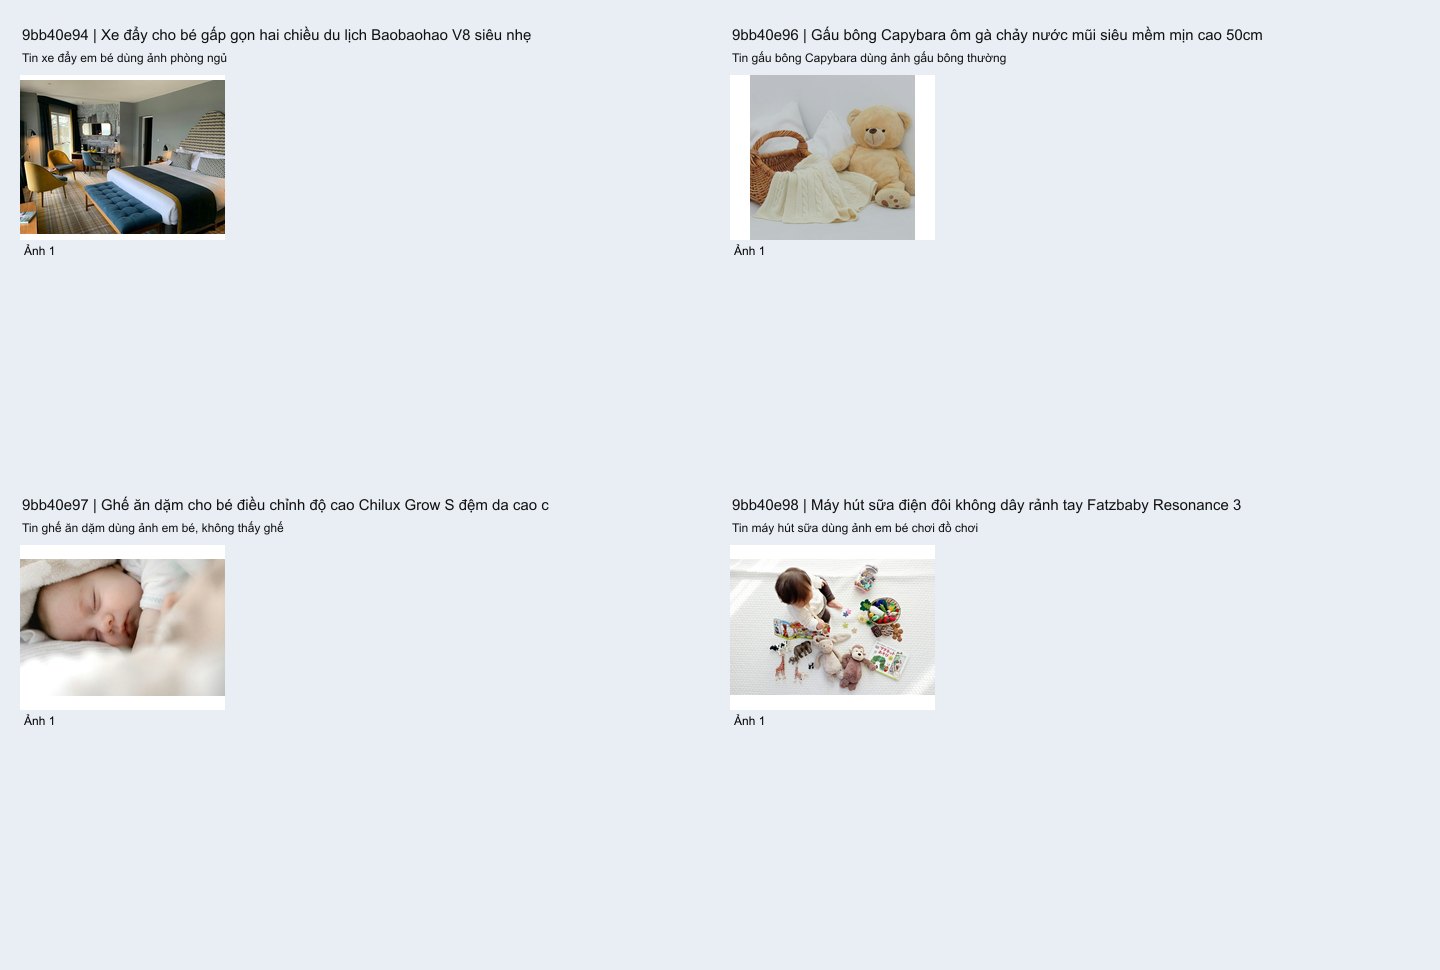 9bb40e94 | Xe đẩy cho bé gấp gọn hai chiều du lịch Baobaohao V8 siêu nhẹ
Tin xe đẩy em bé dùng ảnh phòng ngủ
Ảnh 1
9bb40e96 | Gấu bông Capybara ôm gà chảy nước mũi siêu mềm mịn cao 50cm
Tin gấu bông Capybara dùng ảnh gấu bông thường
Ảnh 1
9bb40e97 | Ghế ăn dặm cho bé điều chỉnh độ cao Chilux Grow S đệm da cao c
Tin ghế ăn dặm dùng ảnh em bé, không thấy ghế
Ảnh 1
9bb40e98 | Máy hút sữa điện đôi không dây rảnh tay Fatzbaby Resonance 3
Tin máy hút sữa dùng ảnh em bé chơi đồ chơi
Ảnh 1